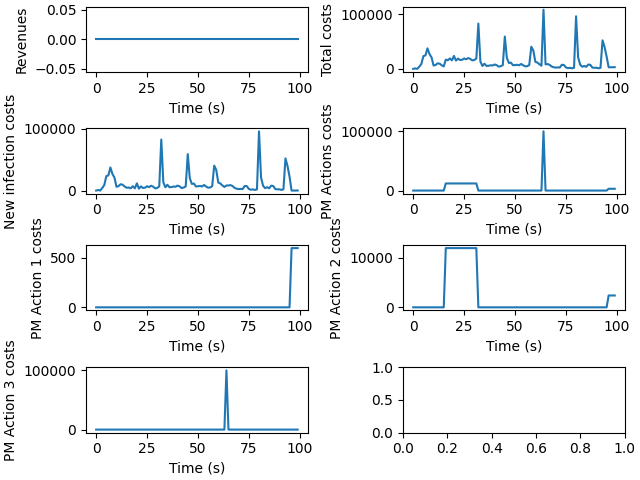 Revenues
0.05
0.00
−0.05
0 25 50 75 100
Time (s)
Total costs
100000
0
0 25 50 75 100
Time (s)
New infection costs
100000
0
0 25 50 75 100
Time (s)
PM Actions costs
100000
0
0 25 50 75 100
Time (s)
PM Action 1 costs
500
0
0 25 50 75 100
Time (s)
PM Action 2 costs
10000
0
0 25 50 75 100
Time (s)
PM Action 3 costs
100000
0
0 25 50 75 100
Time (s)
1.0
0.5
0.0
0.0 0.2 0.4 0.6 0.8 1.0